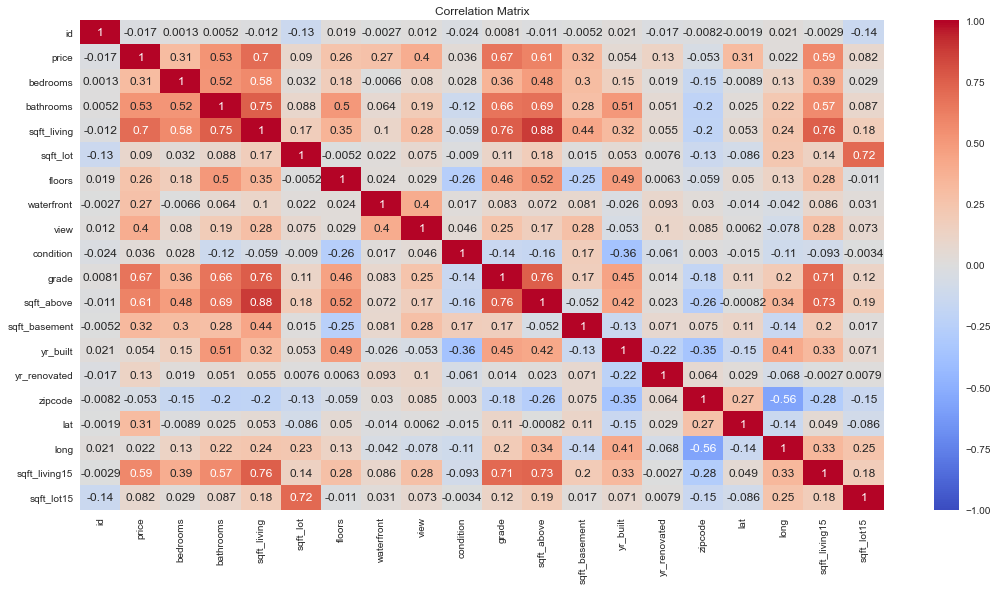 Correlation Matrix
id 1 -0.017 0.0013 0.0052 -0.012 -0.13 0.019 -0.0027 0.012 -0.024 0.0081 -0.011 -0.0052 0.021 -0.017 -0.0082 -0.0019 0.021 -0.0029 -0.14
price -0.017 1 0.31 0.53 0.7 0.09 0.26 0.27 0.4 0.036 0.67 0.61 0.32 0.054 0.13 -0.053 0.31 0.022 0.59 0.082
bedrooms 0.0013 0.31 1 0.52 0.58 0.032 0.18 -0.0066 0.08 0.028 0.36 0.48 0.3 0.15 0.019 -0.15 -0.0089 0.13 0.39 0.029
bathrooms 0.0052 0.53 0.52 1 0.75 0.088 0.5 0.064 0.19 -0.12 0.66 0.69 0.28 0.51 0.051 -0.2 0.025 0.22 0.57 0.087
sqft_living -0.012 0.7 0.58 0.75 1 0.17 0.35 0.1 0.28 -0.059 0.76 0.88 0.44 0.32 0.055 -0.2 0.053 0.24 0.76 0.18
sqft_lot -0.13 0.09 0.032 0.088 0.17 1 -0.0052 0.022 0.075 -0.009 0.11 0.18 0.015 0.053 0.0076 -0.13 -0.086 0.23 0.14 0.72
floors 0.019 0.26 0.18 0.5 0.35 -0.0052 1 0.024 0.029 -0.26 0.46 0.52 -0.25 0.49 0.0063 -0.059 0.05 0.13 0.28 -0.011
waterfront -0.0027 0.27 -0.0066 0.064 0.1 0.022 0.024 1 0.4 0.017 0.083 0.072 0.081 -0.026 0.093 0.03 -0.014 -0.042 0.086 0.031
view 0.012 0.4 0.08 0.19 0.28 0.075 0.029 0.4 1 0.046 0.25 0.17 0.28 -0.053 0.1 0.085 0.0062 -0.078 0.28 0.073
condition -0.024 0.036 0.028 -0.12 -0.059 -0.009 -0.26 0.017 0.046 1 -0.14 -0.16 0.17 -0.36 -0.061 0.003 -0.015 -0.11 -0.093 -0.0034
grade 0.0081 0.67 0.36 0.66 0.76 0.11 0.46 0.083 0.25 -0.14 1 0.76 0.17 0.45 0.014 -0.18 0.11 0.2 0.71 0.12
sqft_above -0.011 0.61 0.48 0.69 0.88 0.18 0.52 0.072 0.17 -0.16 0.76 1 -0.052 0.42 0.023 -0.26 -0.00082 0.34 0.73 0.19
sqft_basement -0.0052 0.32 0.3 0.28 0.44 0.015 -0.25 0.081 0.28 0.17 0.17 -0.052 1 -0.13 0.071 0.075 0.11 -0.14 0.2 0.017
yr_built 0.021 0.054 0.15 0.51 0.32 0.053 0.49 -0.026 -0.053 -0.36 0.45 0.42 -0.13 1 -0.22 -0.35 -0.15 0.41 0.33 0.071
yr_renovated -0.017 0.13 0.019 0.051 0.055 0.0076 0.0063 0.093 0.1 -0.061 0.014 0.023 0.071 -0.22 1 0.064 0.029 -0.068 -0.0027 0.0079
zipcode -0.0082 -0.053 -0.15 -0.2 -0.2 -0.13 -0.059 0.03 0.085 0.003 -0.18 -0.26 0.075 -0.35 0.064 1 0.27 -0.56 -0.28 -0.15
lat -0.0019 0.31 -0.0089 0.025 0.053 -0.086 0.05 -0.014 0.0062 -0.015 0.11 -0.00082 0.11 -0.15 0.029 0.27 1 -0.14 0.049 -0.086
long 0.021 0.022 0.13 0.22 0.24 0.23 0.13 -0.042 -0.078 -0.11 0.2 0.34 -0.14 0.41 -0.068 -0.56 -0.14 1 0.33 0.25
sqft_living15 -0.0029 0.59 0.39 0.57 0.76 0.14 0.28 0.086 0.28 -0.093 0.71 0.73 0.2 0.33 -0.0027 -0.28 0.049 0.33 1 0.18
sqft_lot15 -0.14 0.082 0.029 0.087 0.18 0.72 -0.011 0.031 0.073 -0.0034 0.12 0.19 0.017 0.071 0.0079 -0.15 -0.086 0.25 0.18 1
id price bedrooms bathrooms sqft_living sqft_lot floors waterfront view condition grade sqft_above sqft_basement yr_built yr_renovated zipcode lat long sqft_living15 sqft_lot15
1.00
0.75
0.50
0.25
0.00
-0.25
-0.50
-0.75
-1.00